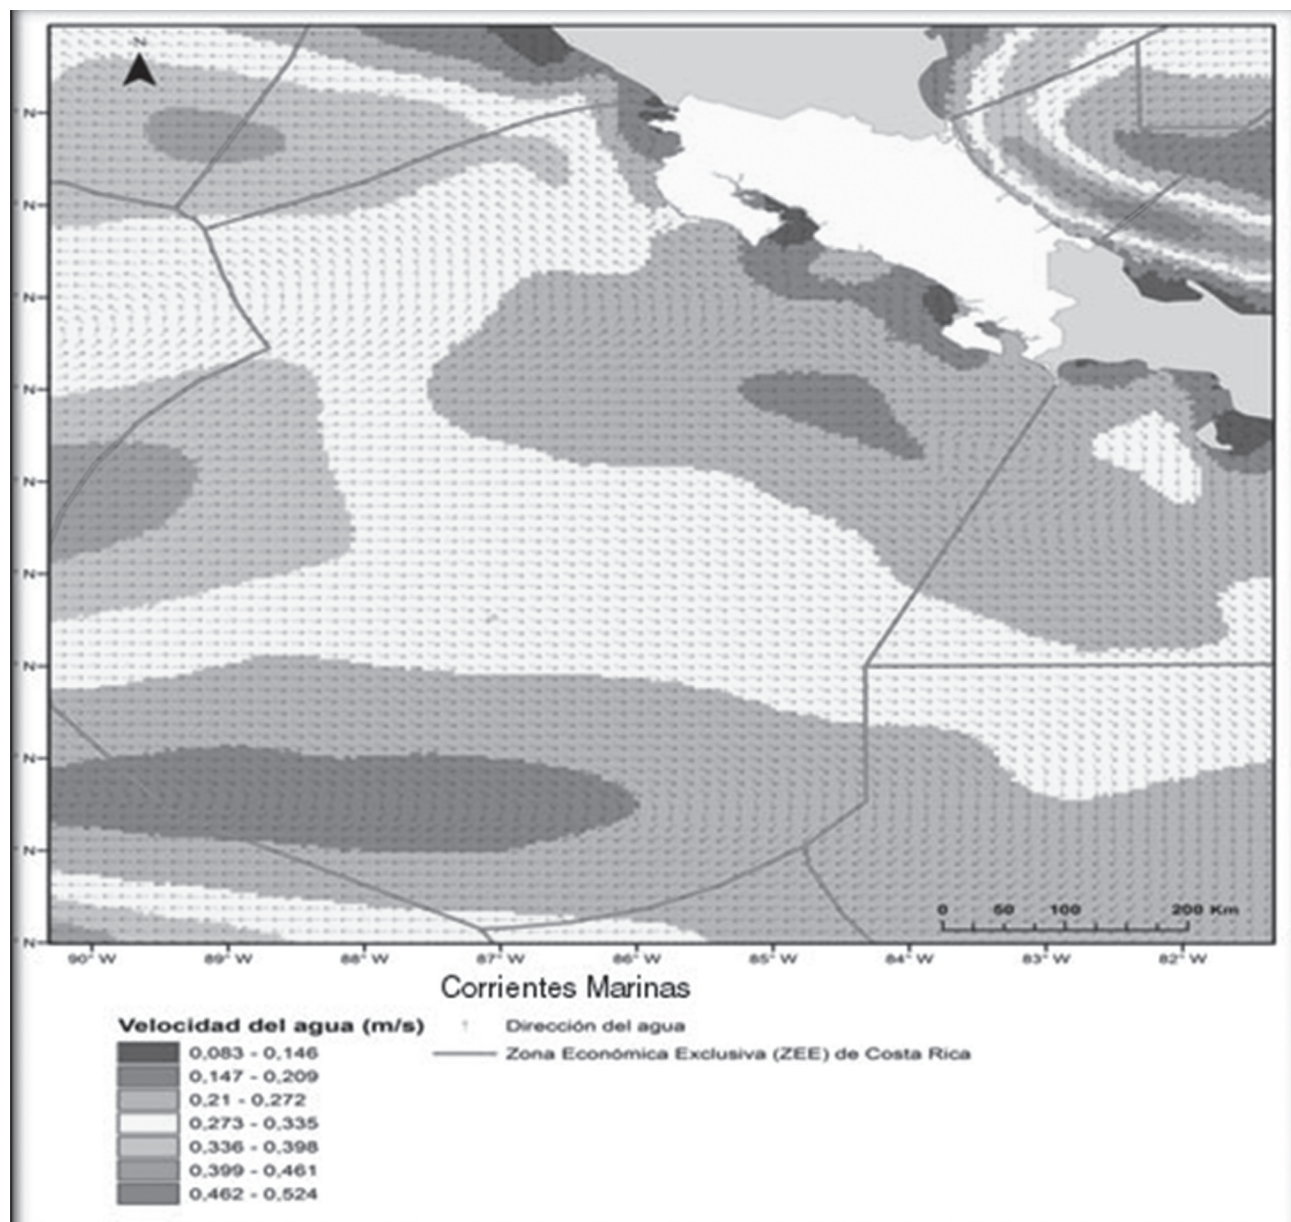 N
N
N
N
N
N
N
N
N
N
N
0 50 100 200 Km
90° W 89° W 88° W 87° W 86° W 85° W 84° W 83° W 82° W
Corrientes Marinas
Velocidad del agua (m/s)
0,083 - 0,146
0,147 - 0,209
0,21 - 0,272
0,273 - 0,335
0,336 - 0,398
0,399 - 0,461
0,462 - 0,524
↑ Dirección del agua
Zona Económica Exclusiva (ZEE) de Costa Rica